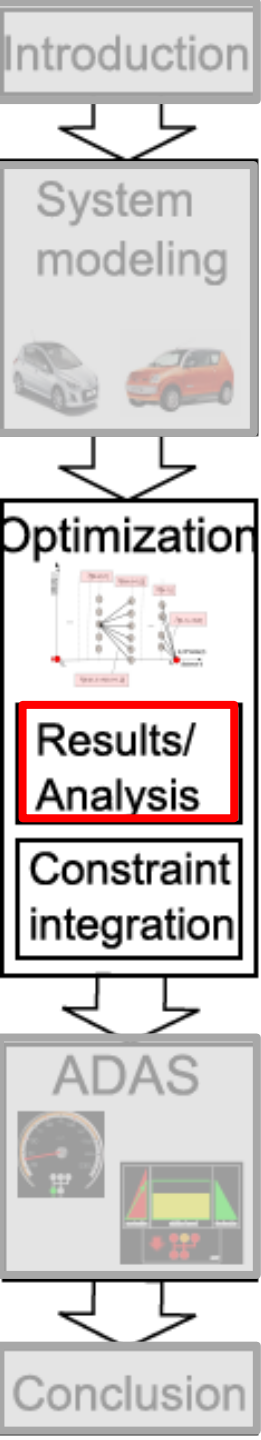 Introduction
System
modeling
Optimization
Results/
Analysis
Constraint
integration
ADAS
Conclusion